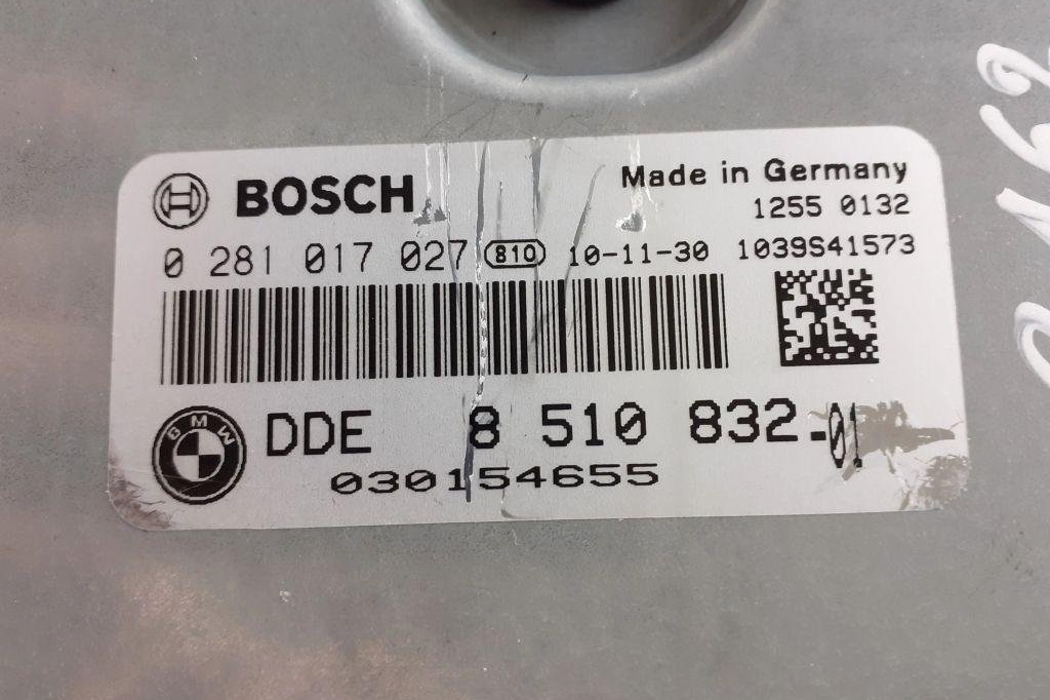 BOSCH
Made in Germany
1255 0132
0 281 017 027 810 10-11-30 1039S41573
BMW
DDE 8 510 832.-01
030154655